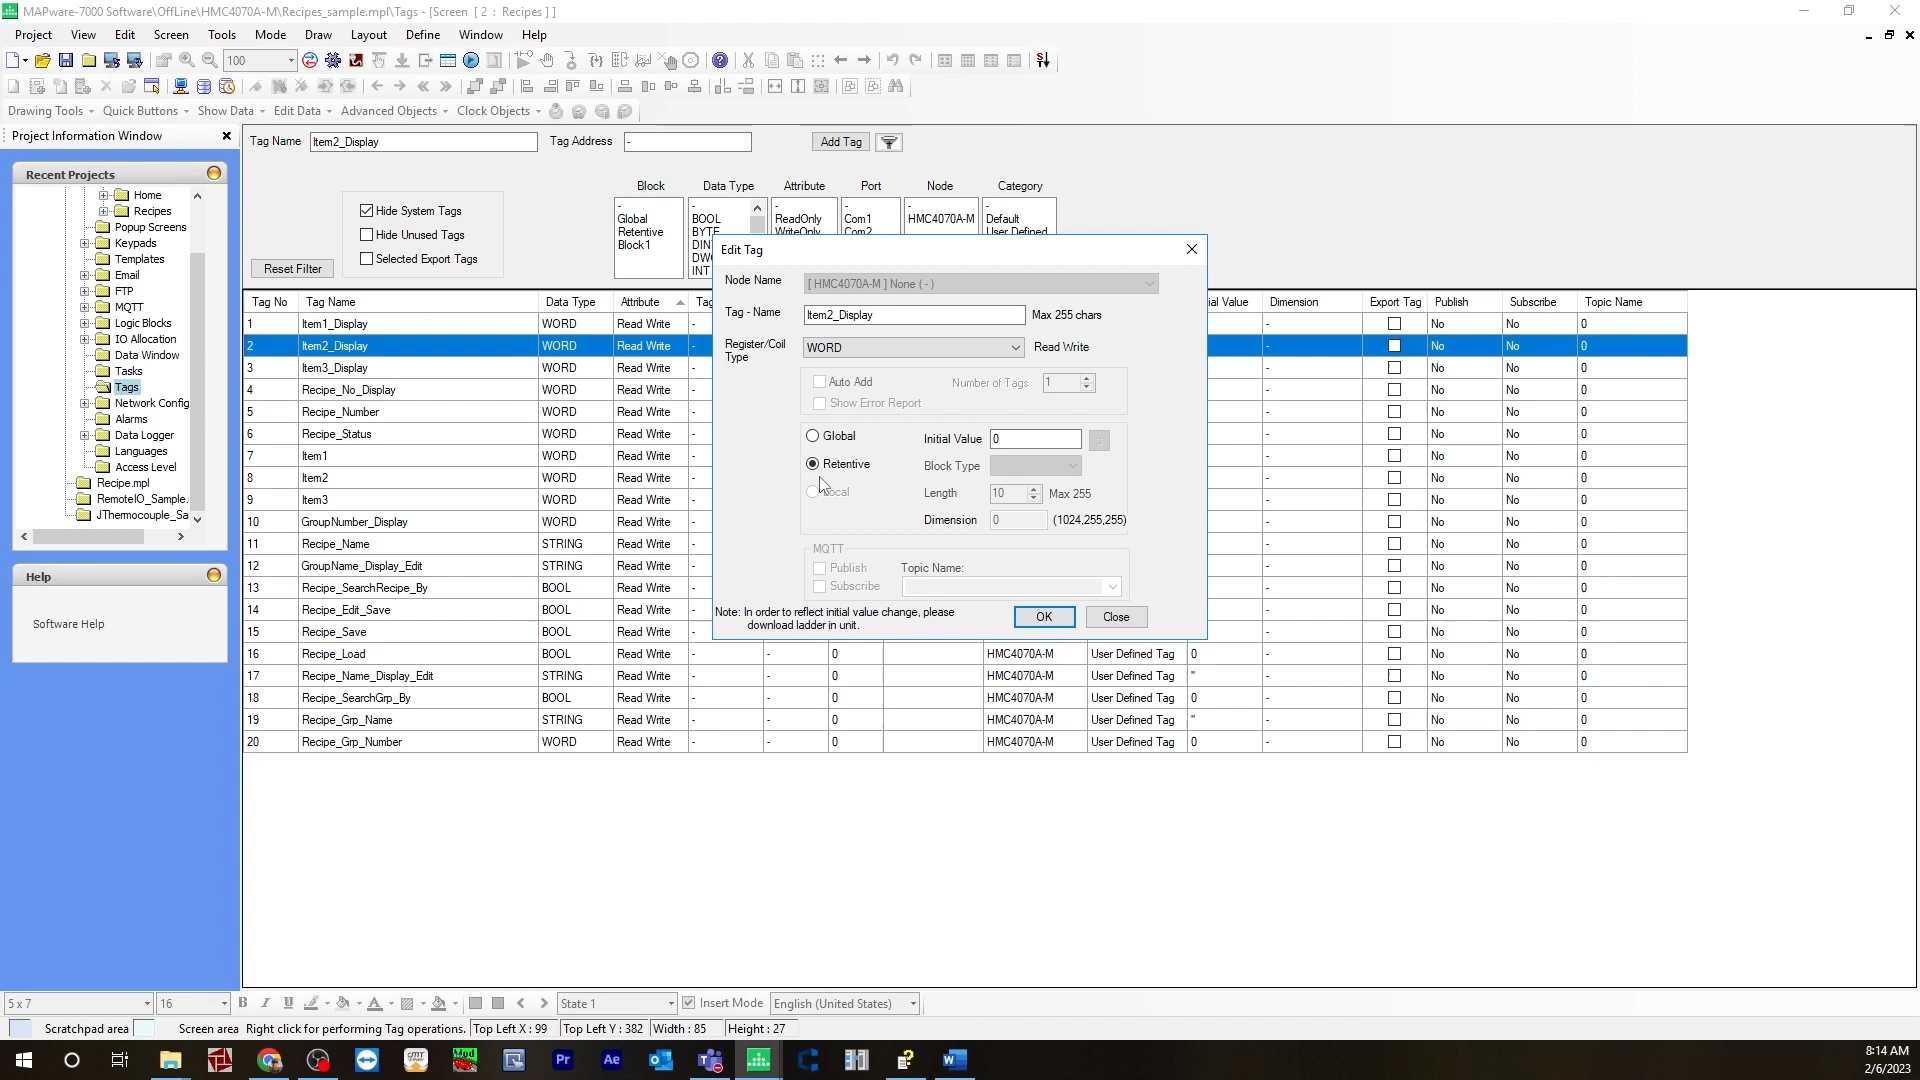 MAPware-7000 Software\OffLine\HMC4070A-M\Recipes_sample.mpl\Tags - [Screen [ 2 : Recipes ] ]
Project View Edit Screen Tools Mode Draw Layout Define Window Help
100
Drawing Tools Quick Buttons Show Data Edit Data Advanced Objects Clock Objects
Project Information Window
Recent Projects
Home
Recipes
Popup Screens
Keypads
Templates
Email
FTP
MQTT
Logic Blocks
IO Allocation
Data Window
Tasks
Tags
Network Config
Alarms
Data Logger
Languages
Access Level
Recipe.mpl
RemoteIO_Sample.
JThermocouple_Sa
Help
Software Help
Tag Name Item2_Display Tag Address - Add Tag
Block Data Type Attribute Port Node Category
Hide System Tags
Hide Unused Tags
Selected Export Tags
Reset Filter
- - - - -
Global BOOL ReadOnly Com1 HMC4070A-M Default
Retentive BYTE WriteOnly Com2 User Defined
Block1 DIN
DW
INT
Tag No Tag Name Data Type Attribute Tag ial Value Dimension Export Tag Publish Subscribe Topic Name
1 Item1_Display WORD Read Write - - No No 0
2 Item2_Display WORD Read Write - - No No 0
3 Item3_Display WORD Read Write - - No No 0
4 Recipe_No_Display WORD Read Write - - No No 0
5 Recipe_Number WORD Read Write - - No No 0
6 Recipe_Status WORD Read Write - - No No 0
7 Item1 WORD Read Write - - No No 0
8 Item2 WORD Read Write - - No No 0
9 Item3 WORD Read Write - - No No 0
10 GroupNumber_Display WORD Read Write - - No No 0
11 Recipe_Name STRING Read Write - - No No 0
12 GroupName_Display_Edit STRING Read Write - - No No 0
13 Recipe_SearchRecipe_By BOOL Read Write - - No No 0
14 Recipe_Edit_Save BOOL Read Write - - No No 0
15 Recipe_Save BOOL Read Write - - No No 0
16 Recipe_Load BOOL Read Write - - 0 HMC4070A-M User Defined Tag 0 - No No 0
17 Recipe_Name_Display_Edit STRING Read Write - - 0 HMC4070A-M User Defined Tag '' - No No 0
18 Recipe_SearchGrp_By BOOL Read Write - - 0 HMC4070A-M User Defined Tag 0 - No No 0
19 Recipe_Grp_Name STRING Read Write - - 0 HMC4070A-M User Defined Tag '' - No No 0
20 Recipe_Grp_Number WORD Read Write - - 0 HMC4070A-M User Defined Tag 0 - No No 0
Edit Tag
Node Name [ HMC4070A-M ] None ( - )
Tag - Name Item2_Display Max 255 chars
Register/Coil Type WORD Read Write
Auto Add Number of Tags 1
Show Error Report
Global Initial Value 0
Retentive Block Type
Length 10 Max 255
Dimension 0 (1024,255,255)
MQTT
Publish Topic Name:
Subscribe
Note: In order to reflect initial value change, please
download ladder in unit.
OK Close
5 x 7 16 B I U A State 1 Insert Mode English (United States)
Scratchpad area Screen area Right click for performing Tag operations. Top Left X : 99 Top Left Y : 382 Width : 85 Height : 27
Pr Ae
8:14 AM
2/6/2023